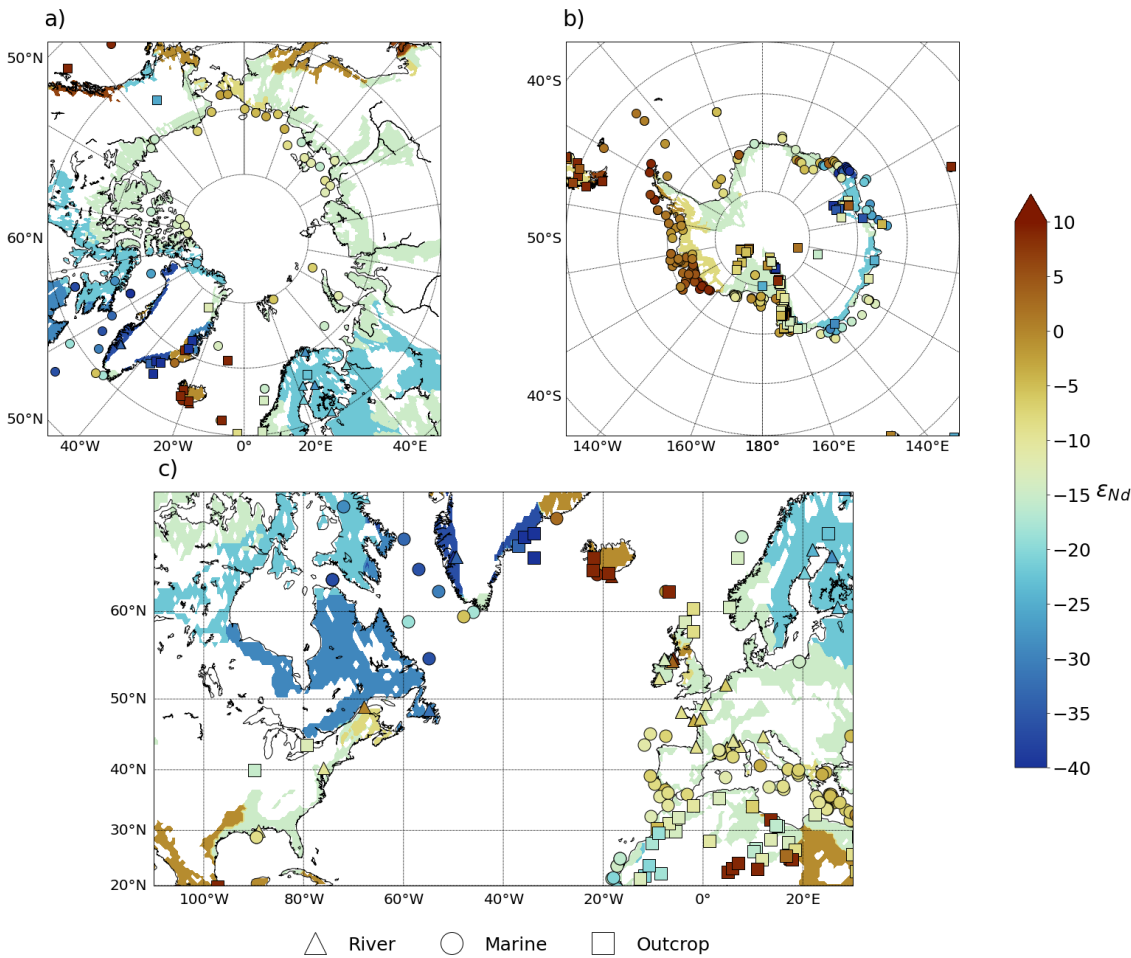 a)
b)
50°N
60°N
50°N
40°W
20°W
0°
20°E
40°E
40°S
50°S
40°S
140°W
160°W
180°
160°E
140°E
10
5
0
−5
−10
−15
−20
−25
−30
−35
−40
εNd
c)
60°N
50°N
40°N
30°N
20°N
100°W
80°W
60°W
40°W
20°W
0°
20°E
River
Marine
Outcrop